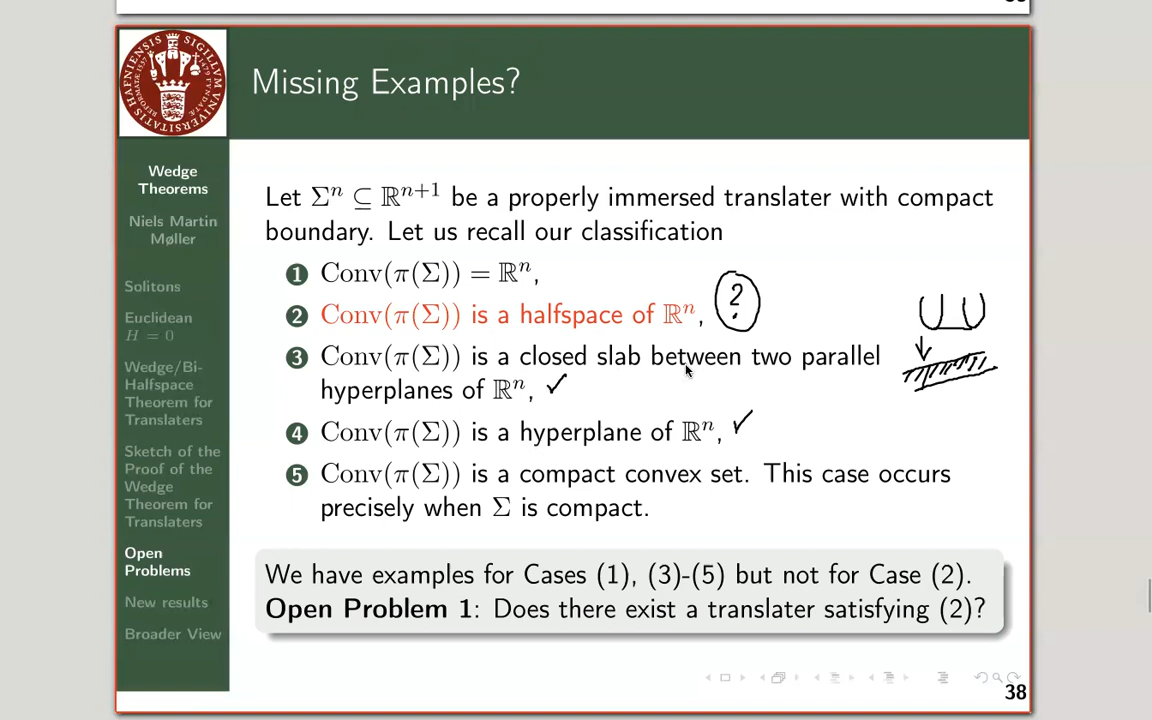 Missing Examples?
Wedge
Theorems
Niels Martin
Møller
Solitons
Euclidean
H = 0
Wedge/Bi-
Halfspace
Theorem for
Translaters
Sketch of the
Proof of the
Wedge
Theorem for
Translaters
Open
Problems
New results
Broader View
Let Σⁿ ⊆ ℝⁿ⁺¹ be a properly immersed translater with compact
boundary. Let us recall our classification
1 Conv(π(Σ)) = ℝⁿ,
2 Conv(π(Σ)) is a halfspace of ℝⁿ, ?
3 Conv(π(Σ)) is a closed slab between two parallel
hyperplanes of ℝⁿ, ✓
4 Conv(π(Σ)) is a hyperplane of ℝⁿ, ✓
5 Conv(π(Σ)) is a compact convex set. This case occurs
precisely when Σ is compact.
We have examples for Cases (1), (3)-(5) but not for Case (2).
Open Problem 1: Does there exist a translater satisfying (2)?
38